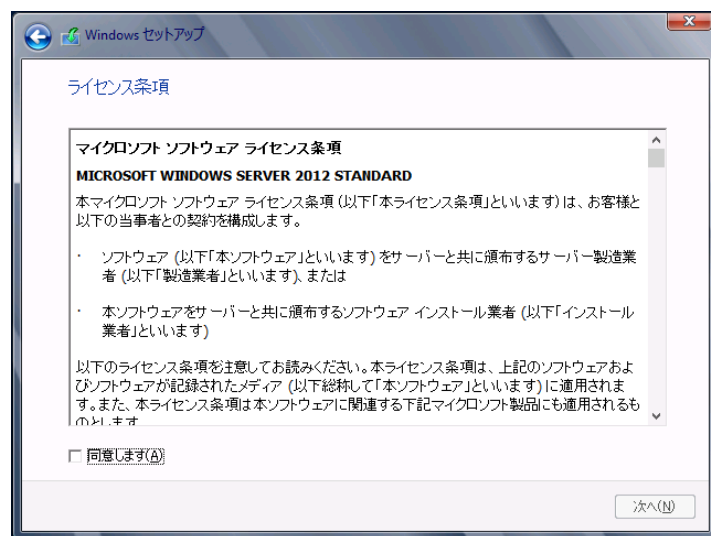 Windows セットアップ
ライセンス条項
マイクロソフト ソフトウェア ライセンス条項
MICROSOFT WINDOWS SERVER 2012 STANDARD
本マイクロソフト ソフトウェア ライセンス条項 (以下「本ライセンス条項」といいます) は、お客様と
以下の当事者との契約を構成します。
· ソフトウェア (以下「本ソフトウェア」といいます) をサーバーと共に頒布するサーバー製造業
者 (以下「製造業者」といいます)、または
· 本ソフトウェアをサーバーと共に頒布するソフトウェア インストール業者 (以下「インストール
業者」といいます)
以下のライセンス条項を注意してお読みください。本ライセンス条項は、上記のソフトウェアおよ
びソフトウェアが記録されたメディア (以下総称して「本ソフトウェア」といいます) に適用されま
す。また、本ライセンス条項は本ソフトウェアに関連する下記マイクロソフト製品にも適用されるも
のとします
同意します(A)
次へ(N)